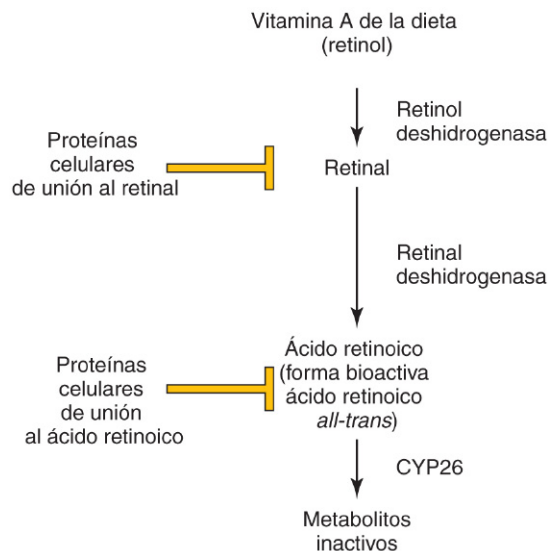 Vitamina A de la dieta
(retinol)
Retinol
deshidrogenasa
Proteínas
celulares
de unión al retinal
Retinal
Retinal
deshidrogenasa
Proteínas
celulares
de unión
al ácido retinoico
Ácido retinoico
(forma bioactiva
ácido retinoico
all-trans)
CYP26
Metabolitos
inactivos